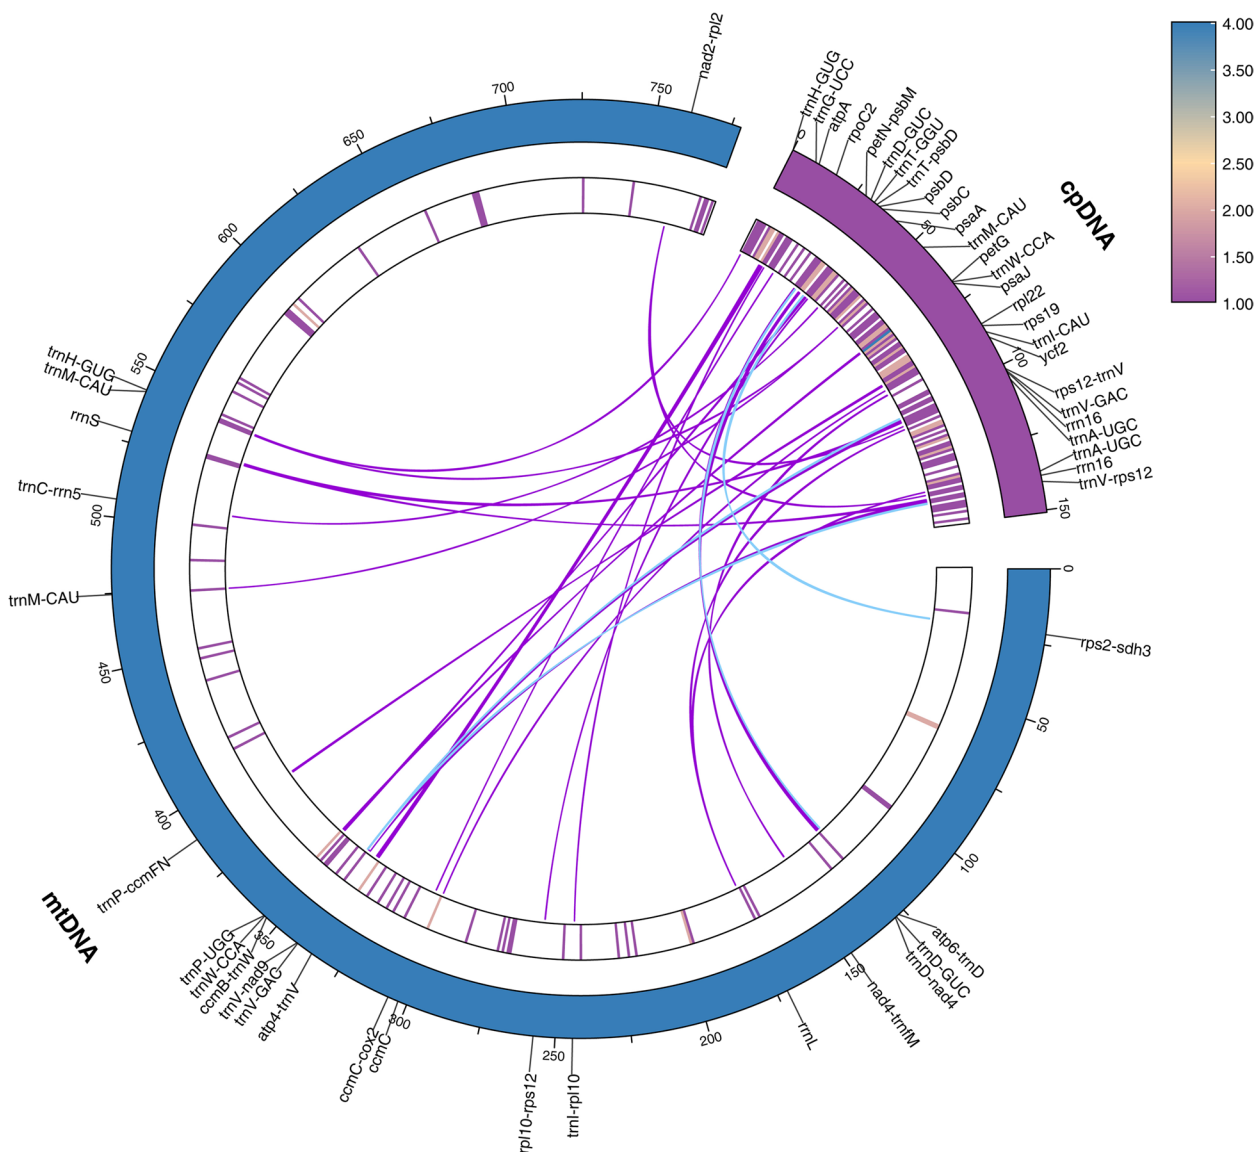 4.00
3.50
3.00
2.50
2.00
1.50
1.00
cpDNA
0
50
100
150
trnH-GUG
trnG-UCC
atpA
rpoC2
petN-psbM
trnD-GUC
trnT-GGU
trnT-psbD
psbD
psbC
psaA
trnM-CAU
petG
trnW-CCA
psaJ
rpl22
rps19
trnI-CAU
ycf2
rps12-trnV
trnV-GAC
rrn16
trnA-UGC
trnA-UGC
rrn16
trnV-rps12
mtDNA
0
50
100
150
200
250
300
350
400
450
500
550
600
650
700
750
rps2-sdh3
atp6-trnD
trnD-GUC
trnD-nad4
nad4-trnfM
rrnL
trnI-rpl10
rpl10-rps12
ccmC
ccmC-cox2
atp4-trnV
trnV-GAC
trnV-nad9
ccmB-trnW
trnW-CCA
trnP-UGG
trnP-ccmFN
trnM-CAU
trnC-rrn5
rrnS
trnM-CAU
trnH-GUG
nad2-rpl2